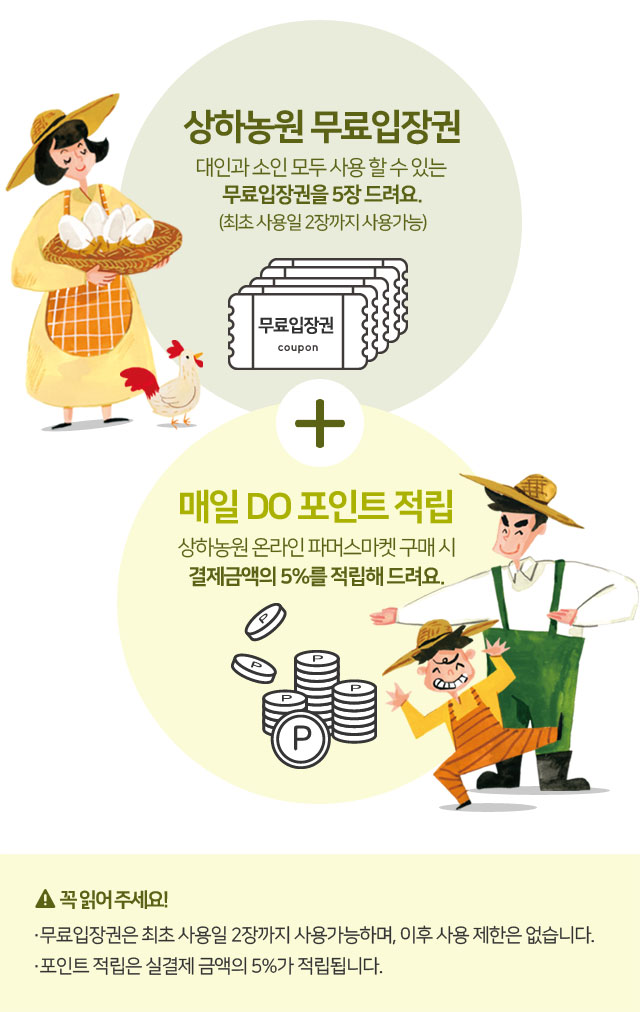 상하농원 무료입장권
대인과 소인 모두 사용 할 수 있는
무료입장권을 5장 드려요.
(최초 사용일 2장까지 사용가능)
무료입장권
coupon
매일 DO 포인트 적립
상하농원 온라인 파머스마켓 구매 시
결제금액의 5%를 적립해 드려요.
P
P
P
P
P
P
꼭 읽어 주세요!
·무료입장권은 최초 사용일 2장까지 사용가능하며, 이후 사용 제한은 없습니다.
·포인트 적립은 실결제 금액의 5%가 적립됩니다.